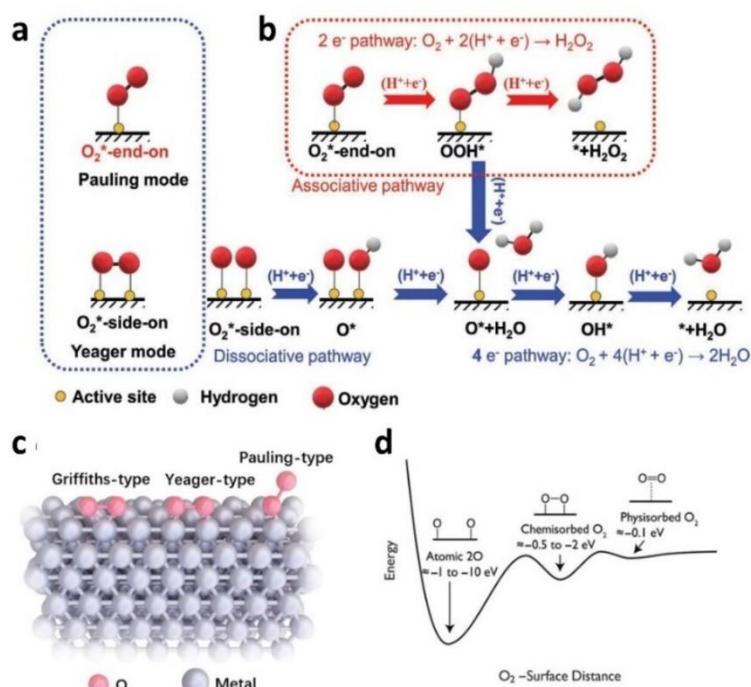 a
O₂*-end-on
Pauling mode
O₂*-side-on
Yeager mode
b
2 e⁻ pathway: O₂ + 2(H⁺ + e⁻) → H₂O₂
(H⁺+e⁻)
(H⁺+e⁻)
O₂*-end-on
OOH*
*+H₂O₂
Associative pathway
(H⁺+e⁻)
(H⁺+e⁻)
(H⁺+e⁻)
(H⁺+e⁻)
(H⁺+e⁻)
O₂*-side-on
O*
O*+H₂O
OH*
*+H₂O
Dissociative pathway
4 e⁻ pathway: O₂ + 4(H⁺ + e⁻) → 2H₂O
Active site
Hydrogen
Oxygen
c
Griffiths-type
Yeager-type
Pauling-type
O
Metal
d
Energy
O O
Atomic 2O
≈−1 to −10 eV
O–O
Chemisorbed O₂
≈−0.5 to −2 eV
O=O
Physisorbed O₂
≈−0.1 eV
O₂ –Surface Distance